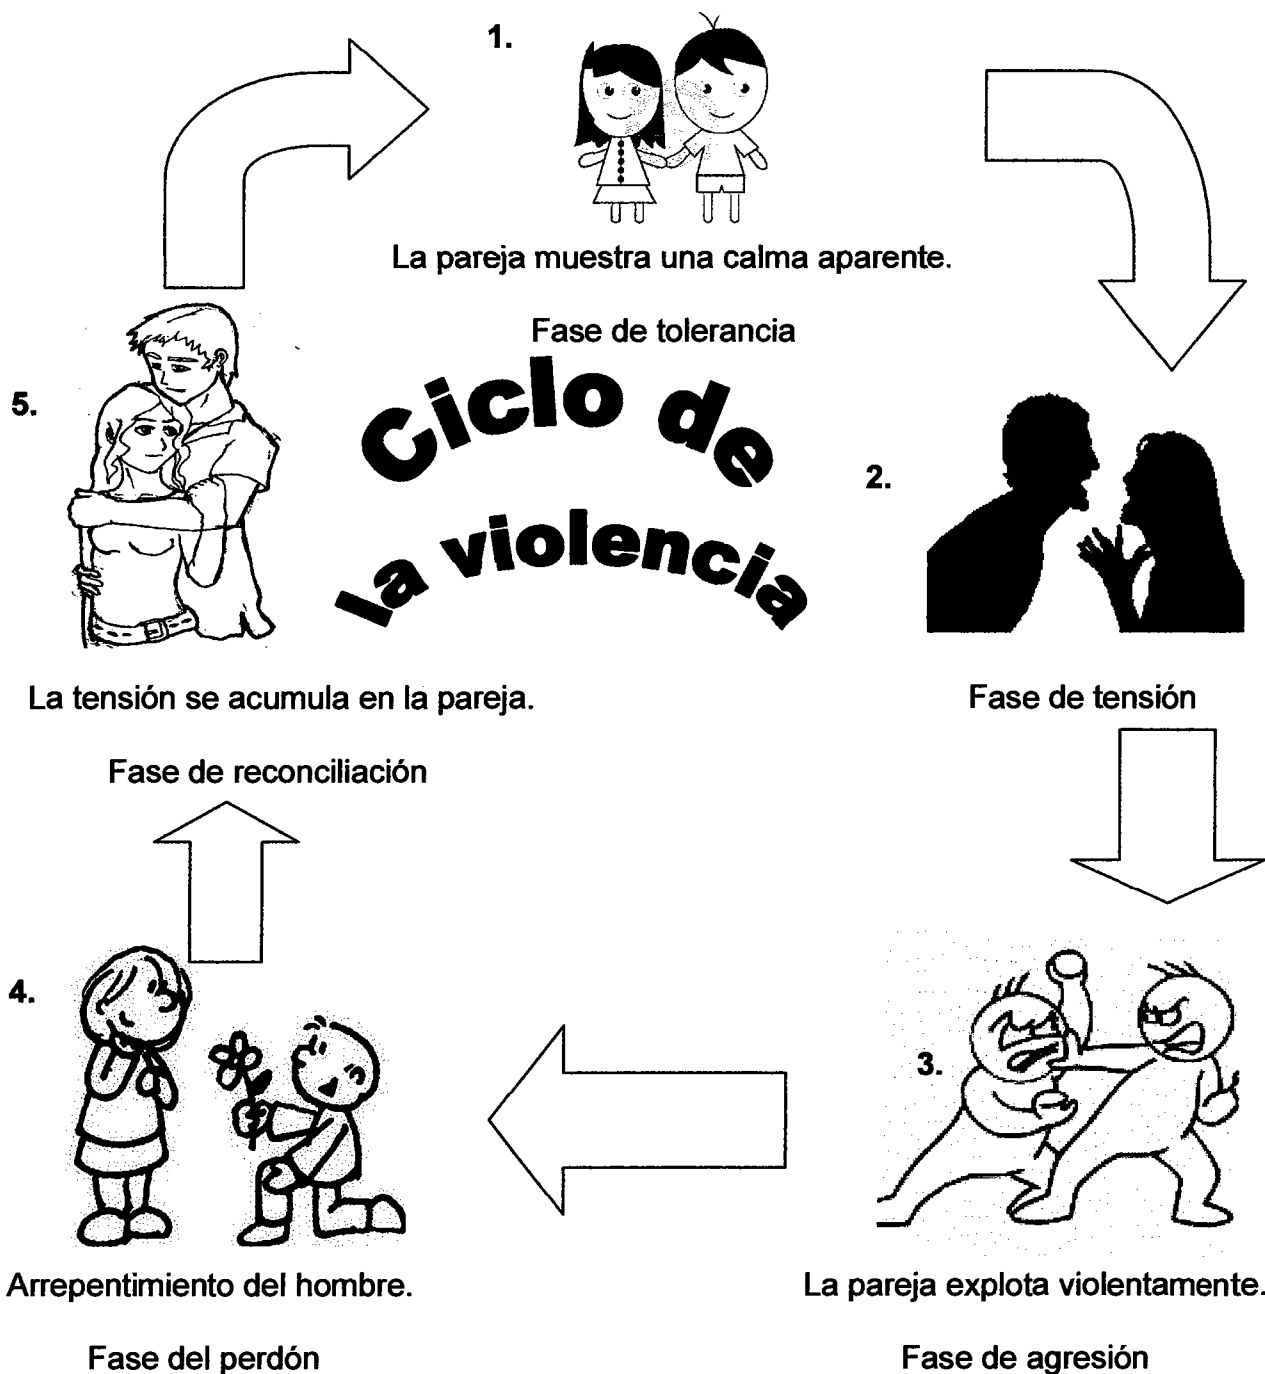 1.
La pareja muestra una calma aparente.
Fase de tolerancia
Ciclo de
la violencia
2.
Fase de tensión
3.
La pareja explota violentamente.
Fase de agresión
4.
Arrepentimiento del hombre.
Fase del perdón
5.
La tensión se acumula en la pareja.
Fase de reconciliación